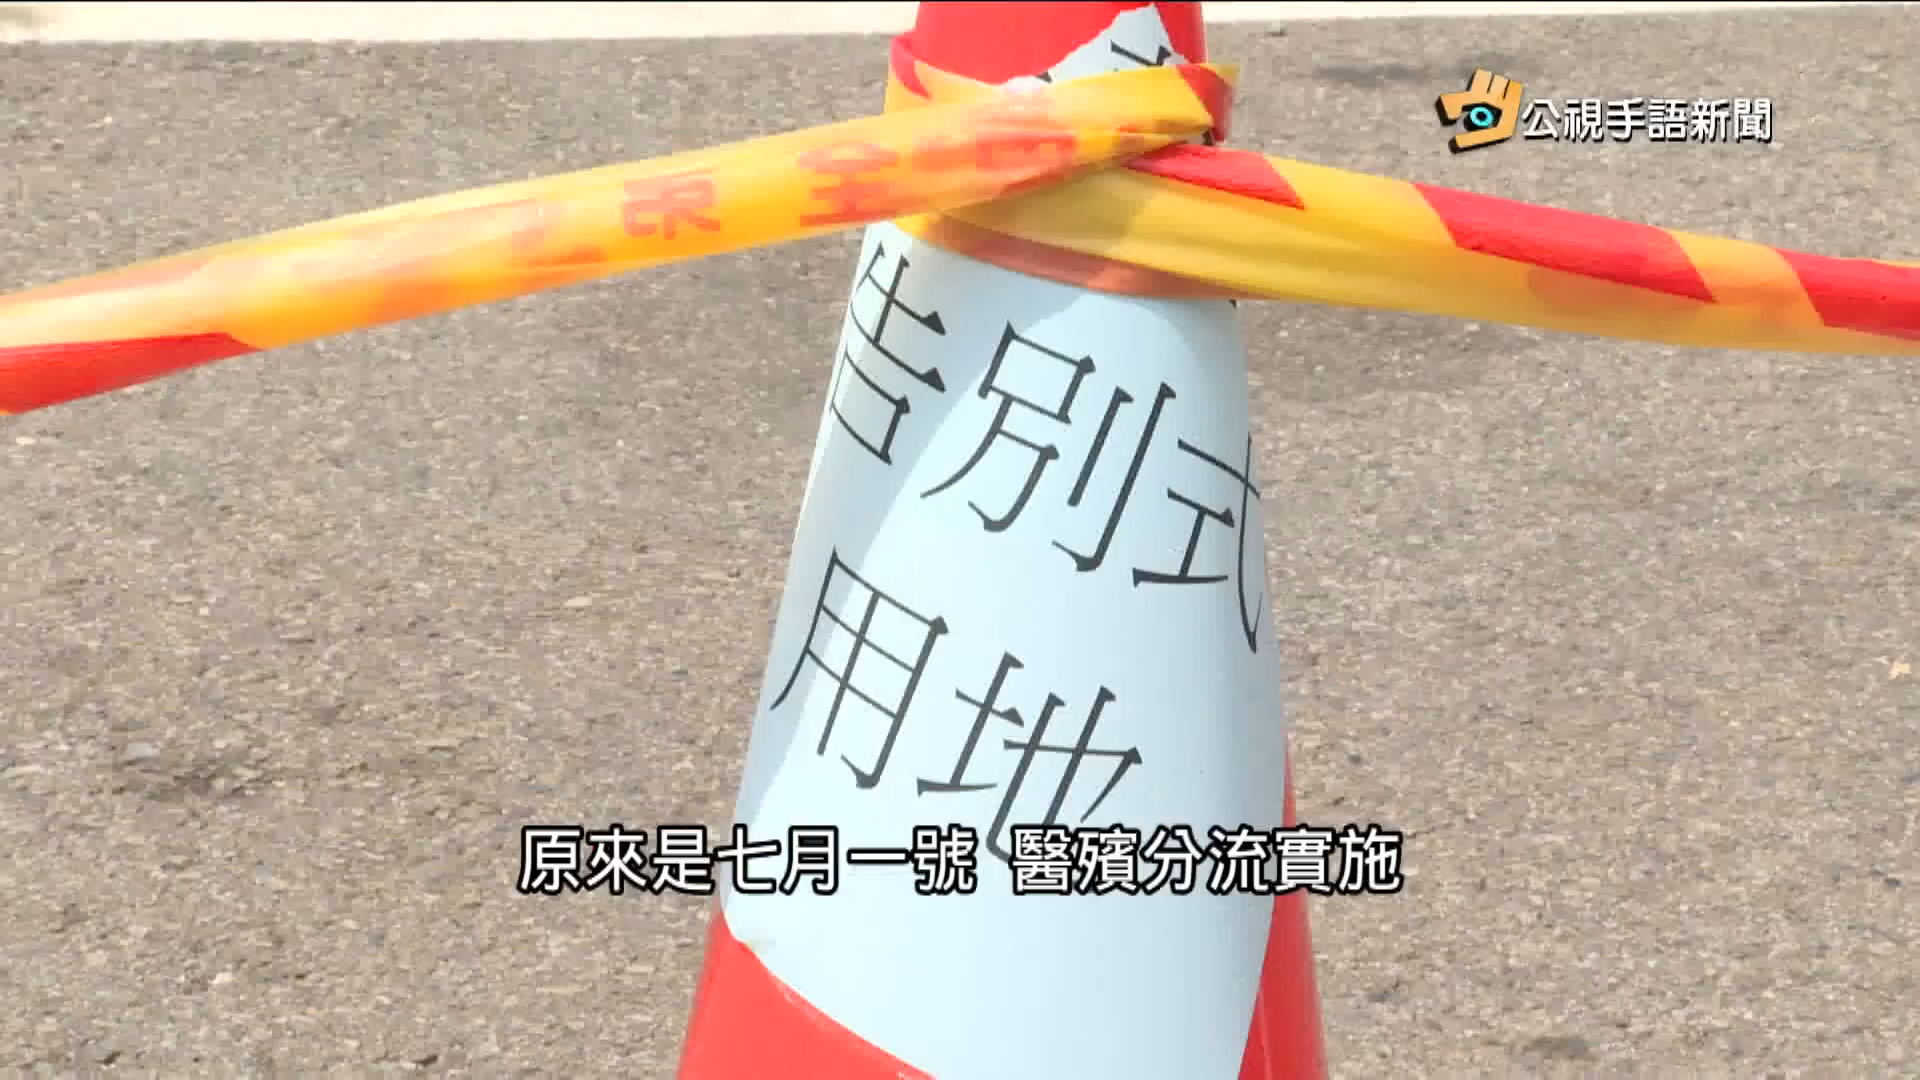 公視手語新聞
告別式
用地
原來是七月一號 醫殯分流實施